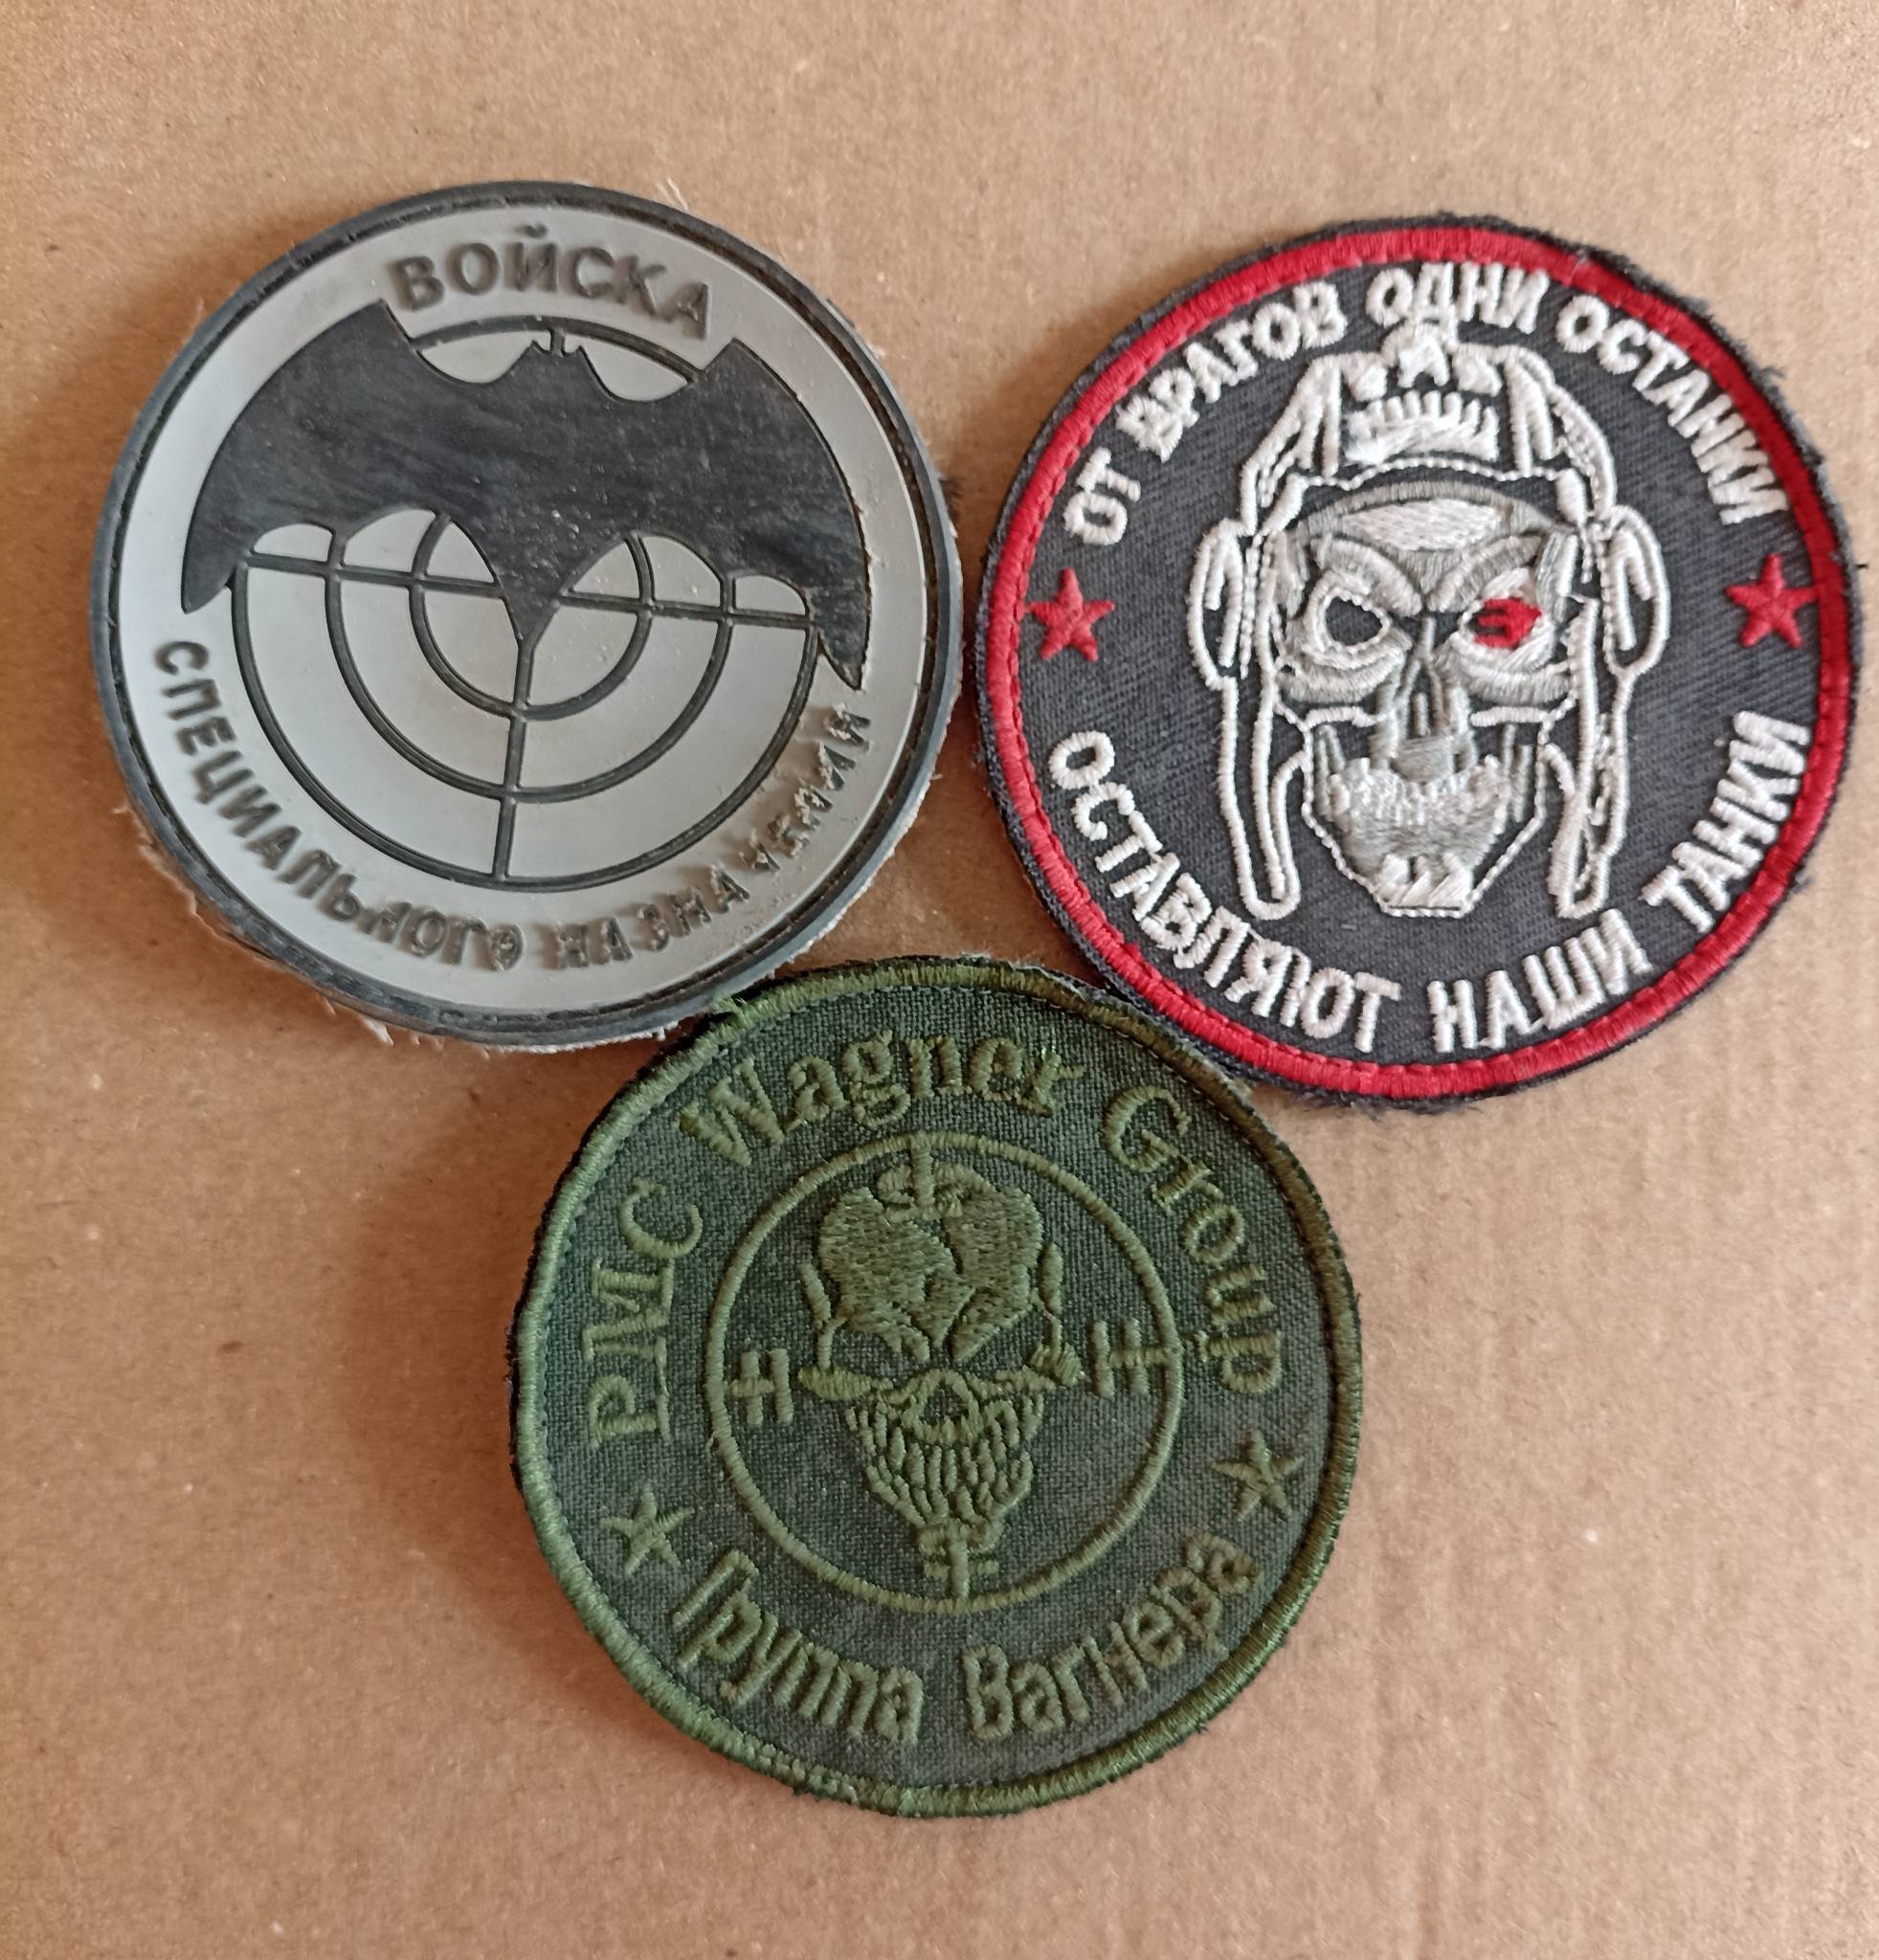 ВОЙСКА
СПЕЦИАЛЬНОГО НАЗНАЧЕНИЯ
ОТ ВРАГОВ ОДНИ ОСТАНКИ
ОСТАВЛЯЮТ НАШИ ТАНКИ
PMC Wagner Group
Группа Вагнера